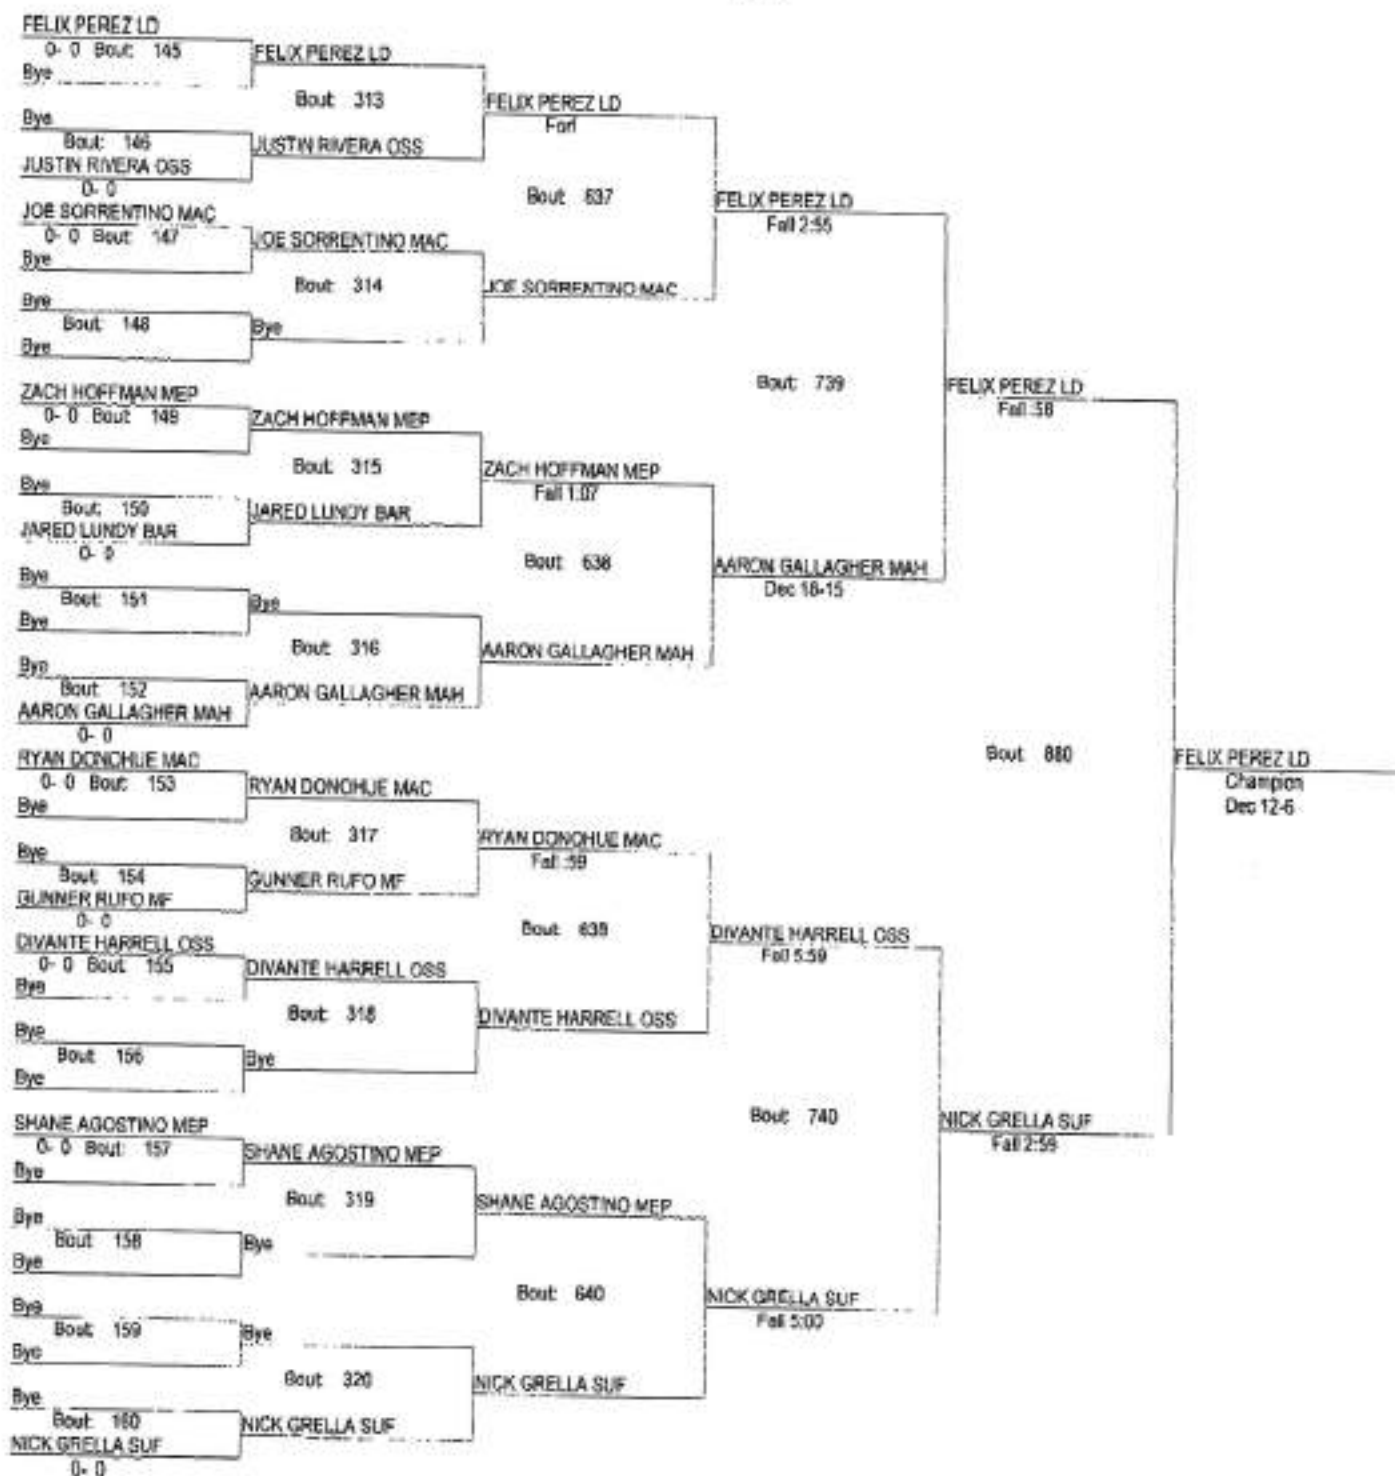 FELIX PEREZ LD
0- 0 Bout: 145
Bye
FELIX PEREZ LD
Bout: 313
Bye
Bout: 146
JUSTIN RIVERA OSS
0- 0
JUSTIN RIVERA OSS
FELIX PEREZ LD
Forf
Bout: 637
JOE SORRENTINO MAC
0- 0 Bout: 147
Bye
JOE SORRENTINO MAC
Bout: 314
Bye
Bout: 148
Bye
Bye
JOE SORRENTINO MAC
FELIX PEREZ LD
Fall 2:55
Bout: 739
ZACH HOFFMAN MEP
0- 0 Bout: 149
Bye
ZACH HOFFMAN MEP
Bout: 315
Bye
Bout: 150
JARED LUNDY BAR
0- 0
JARED LUNDY BAR
ZACH HOFFMAN MEP
Fall 1:07
Bout: 638
Bye
Bout: 151
Bye
Bye
Bout: 316
Bye
Bout: 152
AARON GALLAGHER MAH
0- 0
AARON GALLAGHER MAH
AARON GALLAGHER MAH
AARON GALLAGHER MAH
Dec 18-15
FELIX PEREZ LD
Fall :58
Bout: 880
RYAN DONOHUE MAC
0- 0 Bout: 153
Bye
RYAN DONOHUE MAC
Bout: 317
Bye
Bout: 154
GUNNER RUFO MF
0- 0
GUNNER RUFO MF
RYAN DONOHUE MAC
Fall :59
Bout: 639
DIVANTE HARRELL OSS
0- 0 Bout: 155
Bye
DIVANTE HARRELL OSS
Bout: 318
Bye
Bout: 156
Bye
Bye
DIVANTE HARRELL OSS
DIVANTE HARRELL OSS
Fall 5:59
Bout: 740
SHANE AGOSTINO MEP
0- 0 Bout: 157
Bye
SHANE AGOSTINO MEP
Bout: 319
Bye
Bout: 158
Bye
Bye
SHANE AGOSTINO MEP
Bout: 640
Bye
Bout: 159
Bye
Bye
Bout: 320
Bye
Bout: 160
NICK GRELLA SUF
0- 0
NICK GRELLA SUF
NICK GRELLA SUF
NICK GRELLA SUF
Fall 5:00
NICK GRELLA SUF
Fall 2:59
FELIX PEREZ LD
Champion
Dec 12-6